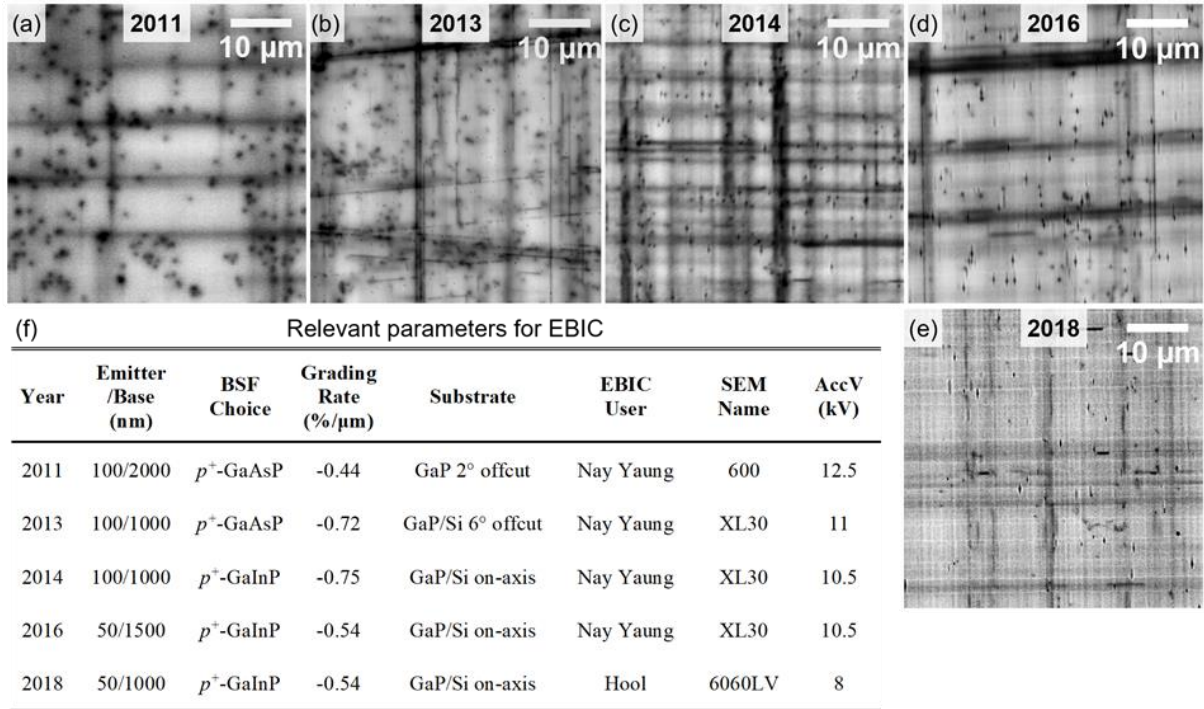 (a) 2011 10 µm
(b) 2013 10 µm
(c) 2014 10 µm
(d) 2016 10 µm
(e) 2018 10 µm
(f) Relevant parameters for EBIC
Year Emitter /Base (nm) BSF Choice Grading Rate (%/µm) Substrate EBIC User SEM Name AccV (kV)
2011 100/2000 p⁺-GaAsP -0.44 GaP 2° offcut Nay Yaung 600 12.5
2013 100/1000 p⁺-GaAsP -0.72 GaP/Si 6° offcut Nay Yaung XL30 11
2014 100/1000 p⁺-GaInP -0.75 GaP/Si on-axis Nay Yaung XL30 10.5
2016 50/1500 p⁺-GaInP -0.54 GaP/Si on-axis Nay Yaung XL30 10.5
2018 50/1000 p⁺-GaInP -0.54 GaP/Si on-axis Hool 6060LV 8